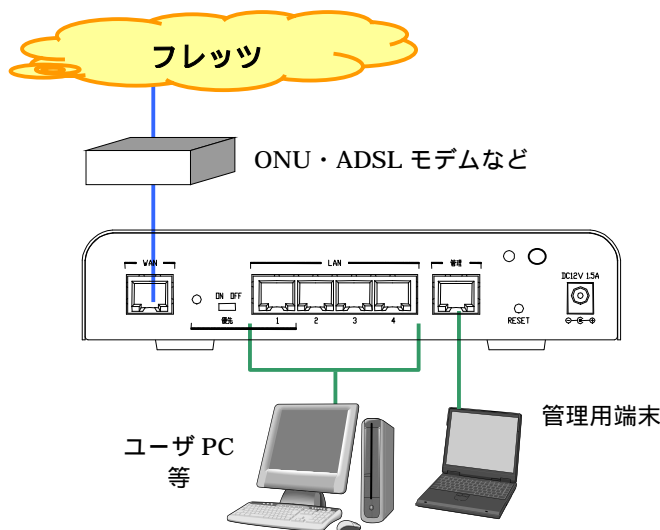 フレッツ
ONU・ADSL モデムなど
WAN
LAN
管理
DC12V 1.5A
ON OFF
優先
1 2 3 4
RESET
ユーザ PC
等
管理用端末